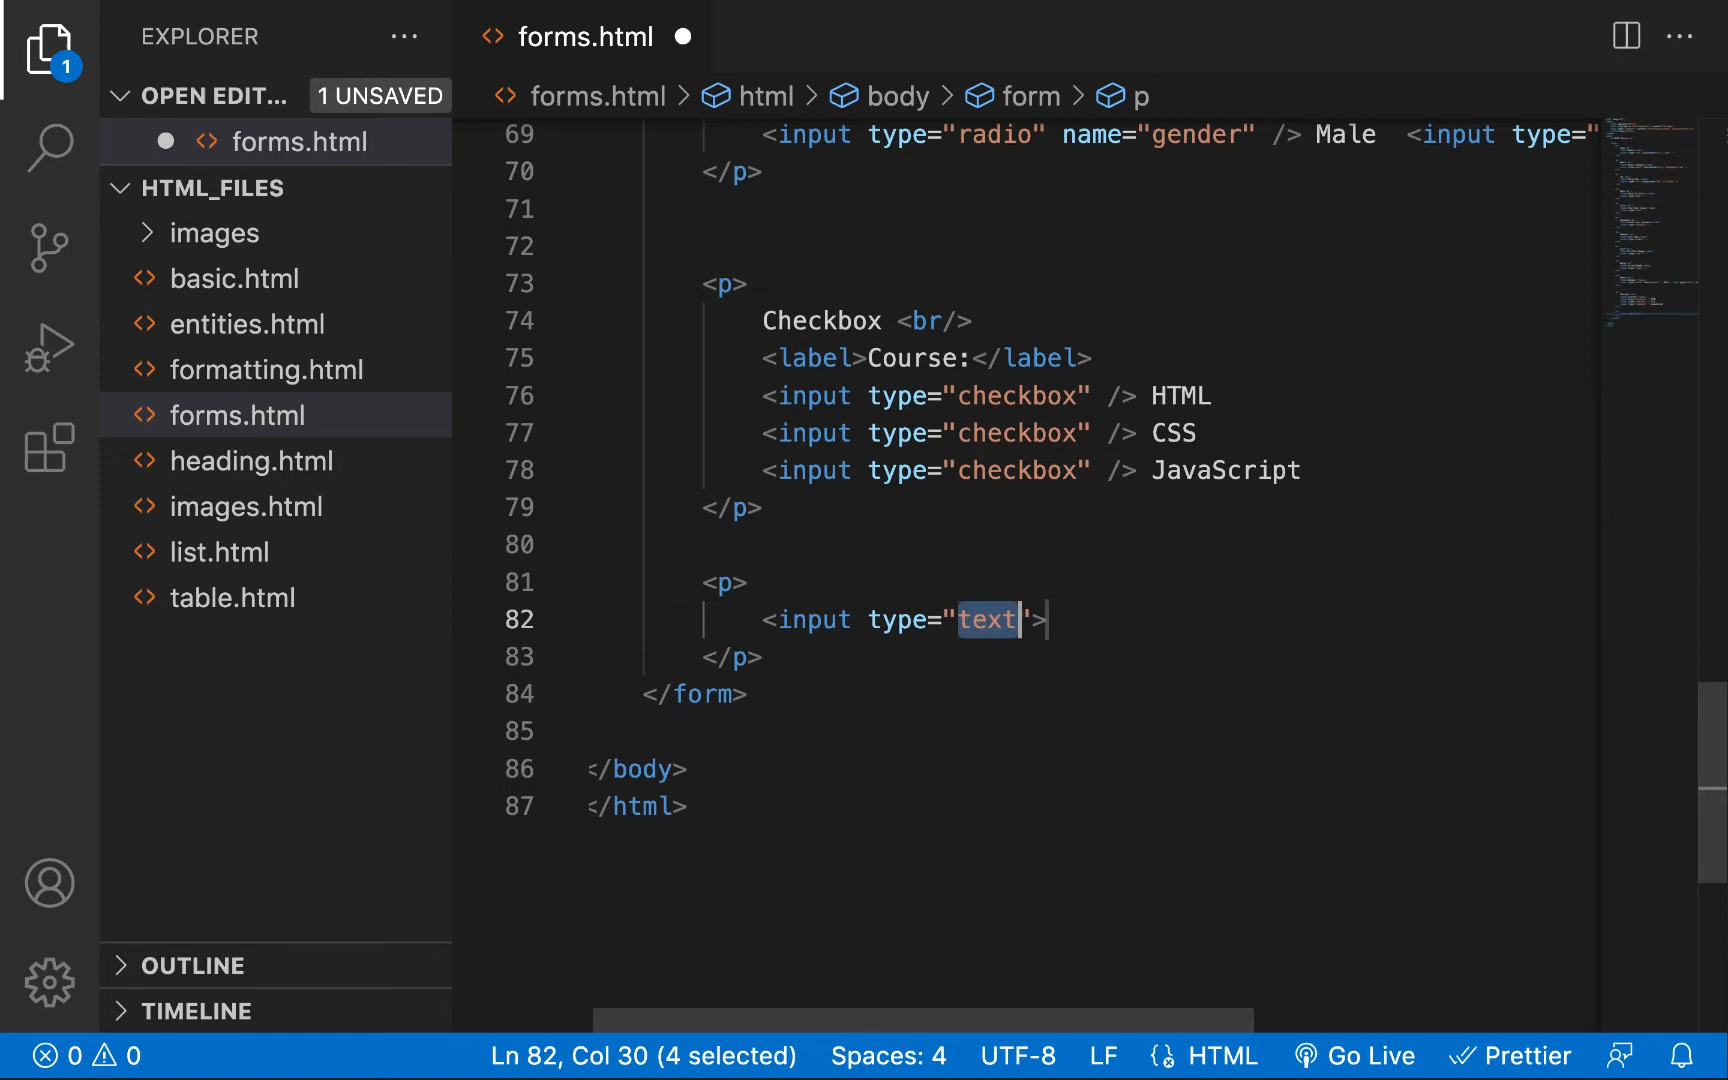 EXPLORER
forms.html
1
OPEN EDIT... 1 UNSAVED
forms.html > html > body > form > p
forms.html
HTML_FILES
images
basic.html
entities.html
formatting.html
forms.html
heading.html
images.html
list.html
table.html
OUTLINE
TIMELINE
69 <input type="radio" name="gender" /> Male <input type="
70 </p>
71
72
73 <p>
74 Checkbox <br/>
75 <label>Course:</label>
76 <input type="checkbox" /> HTML
77 <input type="checkbox" /> CSS
78 <input type="checkbox" /> JavaScript
79 </p>
80
81 <p>
82 <input type="text">
83 </p>
84 </form>
85
86 </body>
87 </html>
0 0 Ln 82, Col 30 (4 selected) Spaces: 4 UTF-8 LF HTML Go Live Prettier